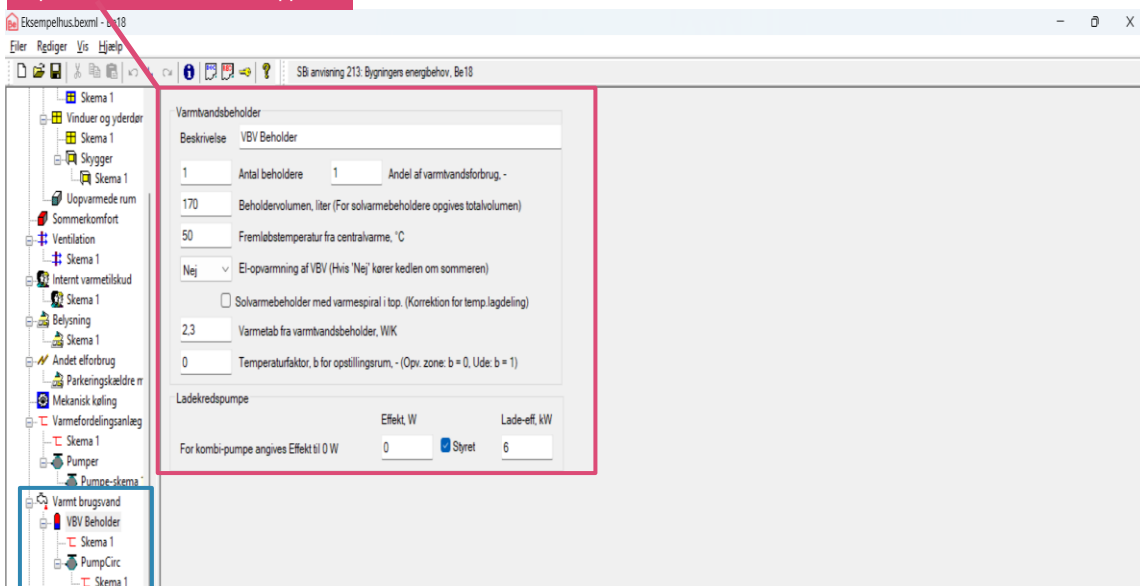 Eksempelhus.bexml - Be18
Filer Rediger Vis Hjælp
SBi anvisning 213: Bygningers energibehov, Be18
Skema 1
Vinduer og yderdør
Skema 1
Skygger
Skema 1
Uopvarmede rum
Sommerkomfort
Ventilation
Skema 1
Internt varmetilskud
Skema 1
Belysning
Skema 1
Andet elforbrug
Parkeringskældre m
Mekanisk køling
Varmefordelingsanlæg
Skema 1
Pumper
Pumpe-skema
Varmt brugsvand
VBV Beholder
Skema 1
PumpCirc
Skema 1
Varmtvandsbeholder
Beskrivelse VBV Beholder
1 Antal beholdere 1 Andel af varmtvandsforbrug, -
170 Beholdervolumen, liter (For solvarmebeholdere opgives totalvolumen)
50 Fremløbstemperatur fra centralvarme, °C
Nej El-opvarmning af VBV (Hvis 'Nej' kører kedlen om sommeren)
Solvarmebeholder med varmespiral i top. (Korrektion for temp.lagdeling)
2,3 Varmetab fra varmtvandsbeholder, W/K
0 Temperaturfaktor, b for opstillingsrum, - (Opv. zone: b = 0, Ude: b = 1)
Ladekredspumpe
Effekt, W Lade-eff, kW
For kombi-pumpe angives Effekt til 0 W 0 Styret 6